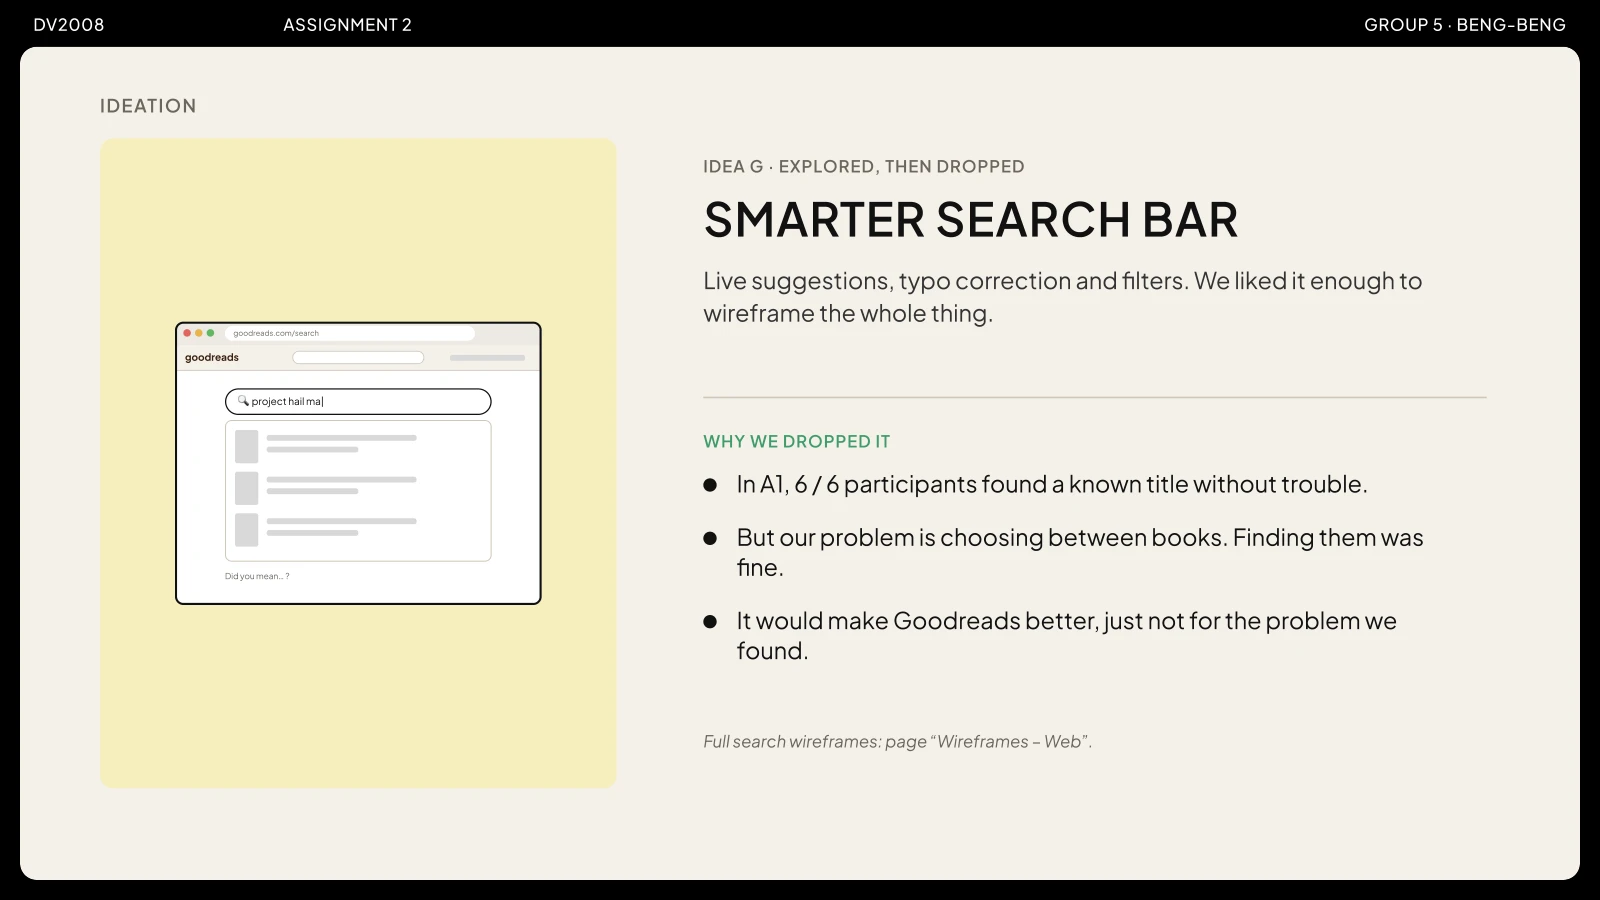 DV2008
ASSIGNMENT 2
GROUP 5 · BENG-BENG
IDEATION
goodreads.com/search
goodreads
project hail ma|
Did you mean... ?
IDEA G · EXPLORED, THEN DROPPED
SMARTER SEARCH BAR
Live suggestions, typo correction and filters. We liked it enough to
wireframe the whole thing.
WHY WE DROPPED IT
● In A1, 6 / 6 participants found a known title without trouble.
● But our problem is choosing between books. Finding them was
fine.
● It would make Goodreads better, just not for the problem we
found.
Full search wireframes: page “Wireframes – Web”.